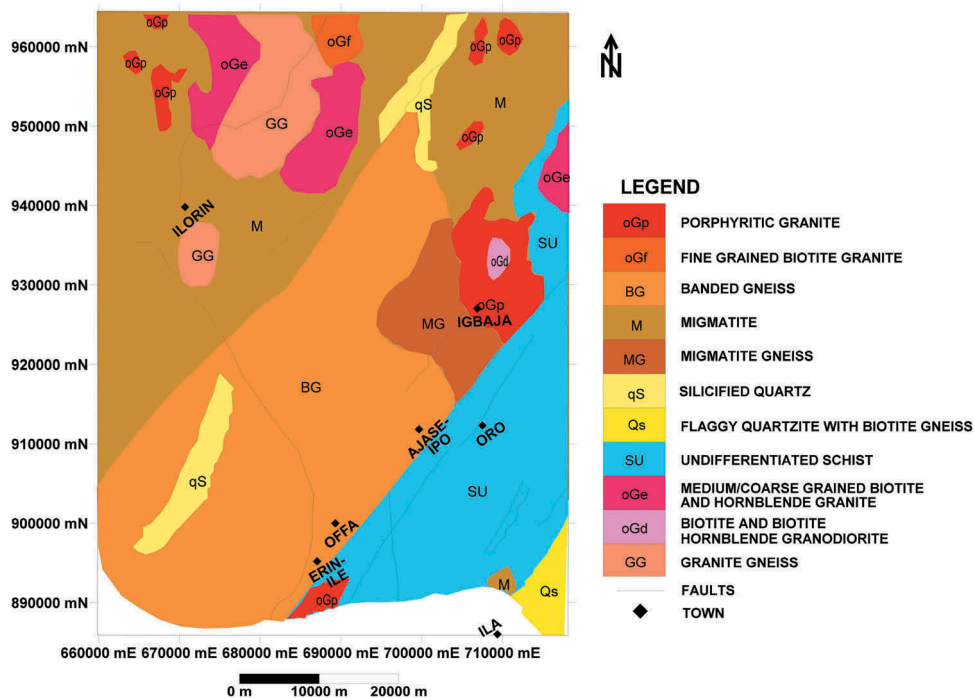 960000 mN
950000 mN
940000 mN
930000 mN
920000 mN
910000 mN
900000 mN
890000 mN
660000 mE 670000 mE 680000 mE 690000 mE 700000 mE 710000 mE
0 m 10000 m 20000 m
oGp
oGp
oGp
oGe
oGf
GG
oGe
qS
oGp
oGp
M
oGp
oGe
SU
ILORIN
M
GG
oGd
oGp
IGBAJA
MG
BG
AJASE-
IPO
ORO
qS
SU
OFFA
ERIN-
ILE
oGp
M
Qs
ILA
N
LEGEND
oGp PORPHYRITIC GRANITE
oGf FINE GRAINED BIOTITE GRANITE
BG BANDED GNEISS
M MIGMATITE
MG MIGMATITE GNEISS
qS SILICIFIED QUARTZ
Qs FLAGGY QUARTZITE WITH BIOTITE GNEISS
SU UNDIFFERENTIATED SCHIST
oGe MEDIUM/COARSE GRAINED BIOTITE
AND HORNBLENDE GRANITE
oGd BIOTITE AND BIOTITE
HORNBLENDE GRANODIORITE
GG GRANITE GNEISS
FAULTS
TOWN